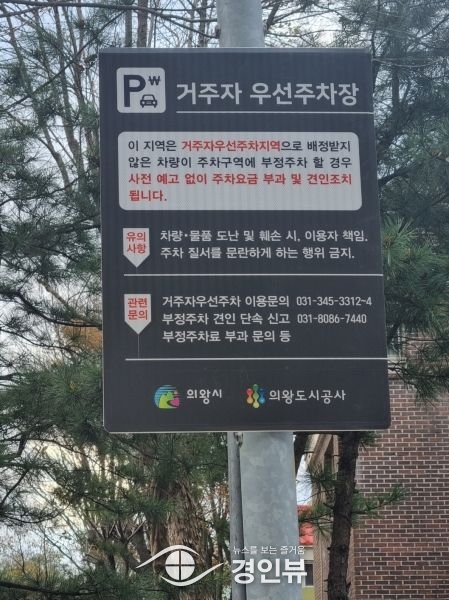 P ₩
거주자 우선주차장
이 지역은 거주자우선주차지역으로 배정받지
않은 차량이 주차구역에 부정주차 할 경우
사전 예고 없이 주차요금 부과 및 견인조치
됩니다.
유의
사항
차량·물품 도난 및 훼손 시, 이용자 책임.
주차 질서를 문란하게 하는 행위 금지.
관련
문의
거주자우선주차 이용문의 031-345-3312~4
부정주차 견인 단속 신고 031-8086-7440
부정주차료 부과 문의 등
의왕시 의왕도시공사
뉴스를 보는 즐거움
경인뷰